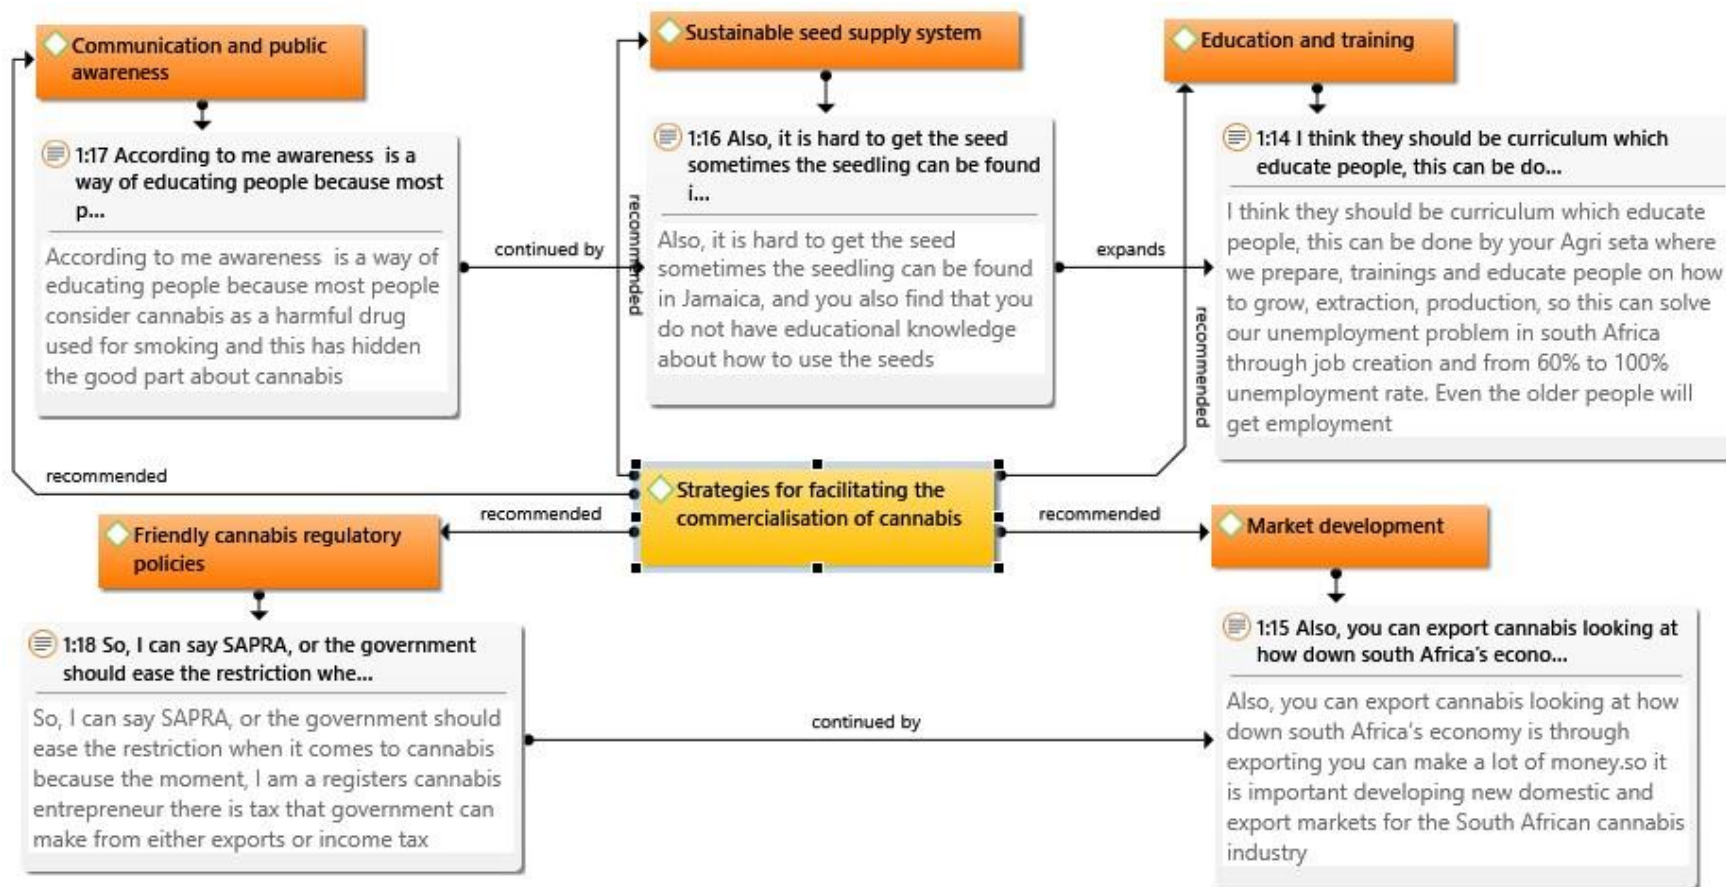 Communication and public
awareness
1:17 According to me awareness  is a
way of educating people because most
p...
According to me awareness  is a way of
educating people because most people
consider cannabis as a harmful drug
used for smoking and this has hidden
the good part about cannabis
continued by
recommended
Sustainable seed supply system
1:16 Also, it is hard to get the seed
sometimes the seedling can be found
i...
Also, it is hard to get the seed
sometimes the seedling can be found
in Jamaica, and you also find that you
do not have educational knowledge
about how to use the seeds
expands
recommended
Education and training
1:14 I think they should be curriculum which
educate people, this can be do...
I think they should be curriculum which educate
people, this can be done by your Agri seta where
we prepare, trainings and educate people on how
to grow, extraction, production, so this can solve
our unemployment problem in south Africa
through job creation and from 60% to 100%
unemployment rate. Even the older people will
get employment
recommended
Strategies for facilitating the
commercialisation of cannabis
recommended
recommended
Friendly cannabis regulatory
policies
1:18 So, I can say SAPRA, or the government
should ease the restriction whe...
So, I can say SAPRA, or the government should
ease the restriction when it comes to cannabis
because the moment, I am a registers cannabis
entrepreneur there is tax that government can
make from either exports or income tax
continued by
Market development
1:15 Also, you can export cannabis looking at
how down south Africa's econo...
Also, you can export cannabis looking at how
down south Africa's economy is through
exporting you can make a lot of money.so it
is important developing new domestic and
export markets for the South African cannabis
industry